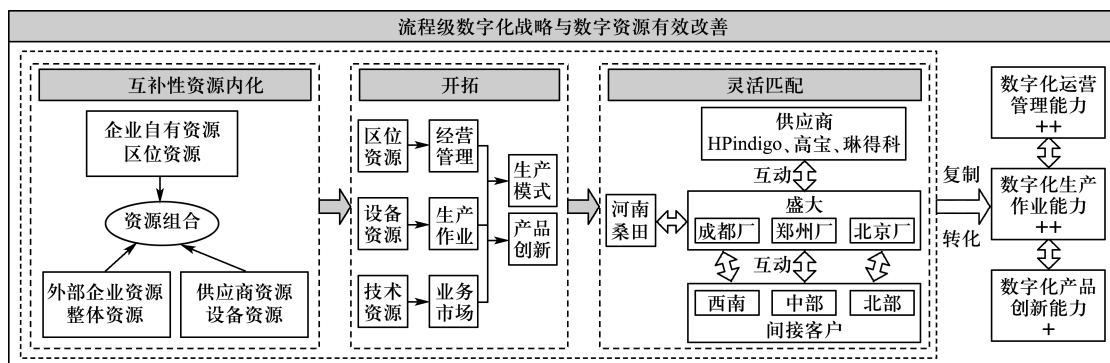 流程级数字化战略与数字资源有效改善
互补性资源内化
企业自有资源
区位资源
资源组合
外部企业资源
整体资源
供应商资源
设备资源
开拓
区位
资源
经营
管理
设备
资源
生产
作业
技术
资源
业务
市场
生产
模式
产品
创新
灵活匹配
供应商
HPindigo、高宝、琳得科
互动
河南
桑田
盛大
成都厂
郑州厂
北京厂
互动
西南
中部
北部
间接客户
复制
转化
数字化运营
管理能力
++
数字化生产
作业能力
++
数字化产品
创新能力
+